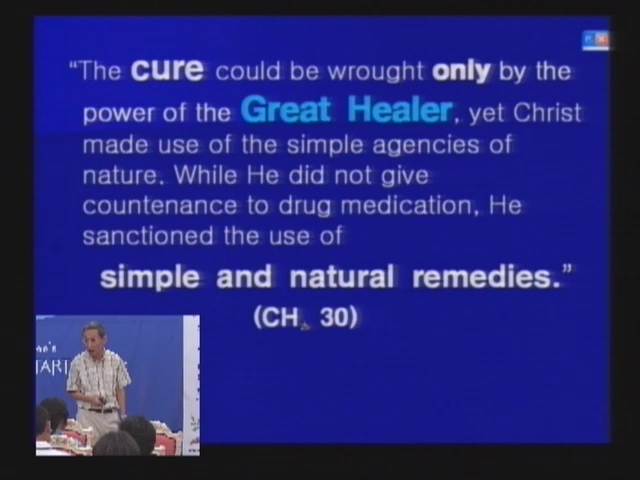 “The cure could be wrought only by the
power of the Great Healer, yet Christ
made use of the simple agencies of
nature. While He did not give
countenance to drug medication, He
sanctioned the use of
simple and natural remedies.”
(CH, 30)
TART